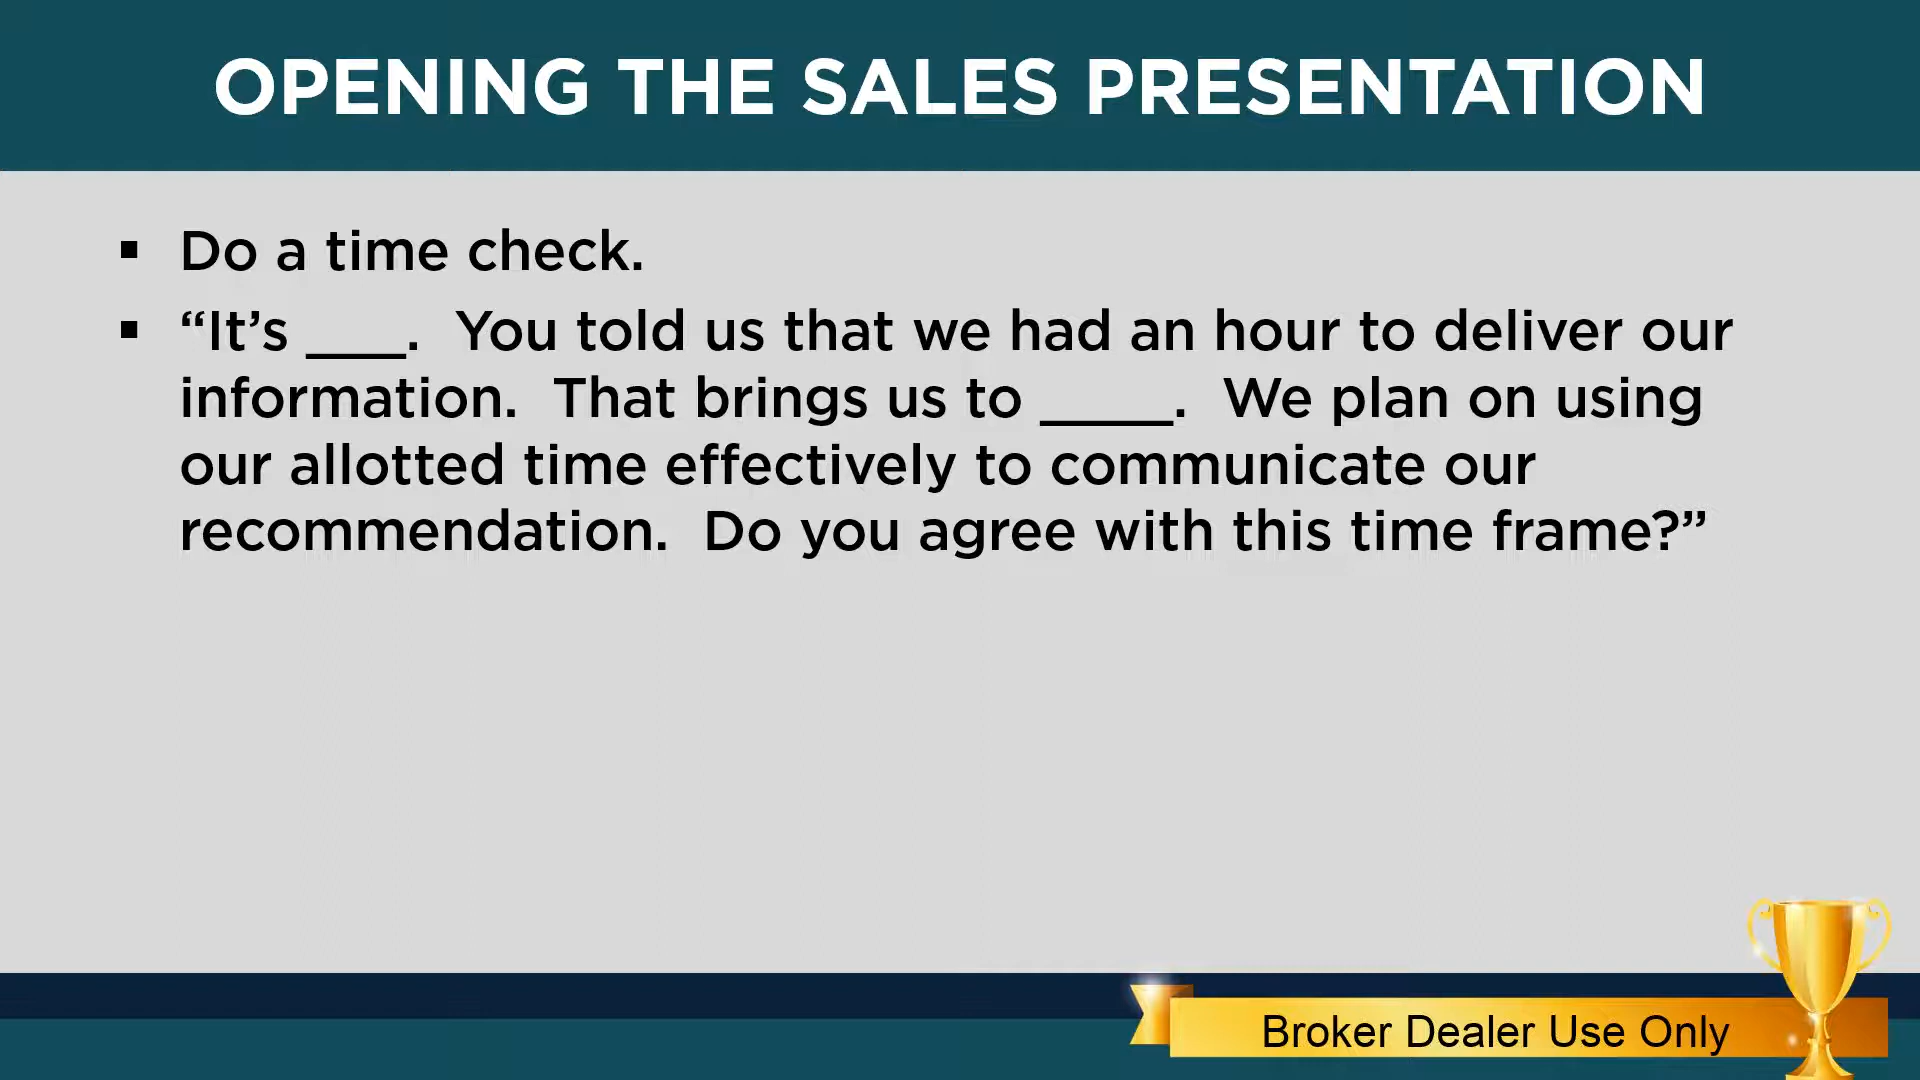 OPENING THE SALES PRESENTATION
▪ Do a time check.
▪ “It’s ___.  You told us that we had an hour to deliver our
information.  That brings us to ____.  We plan on using
our allotted time effectively to communicate our
recommendation.  Do you agree with this time frame?”
Broker Dealer Use Only